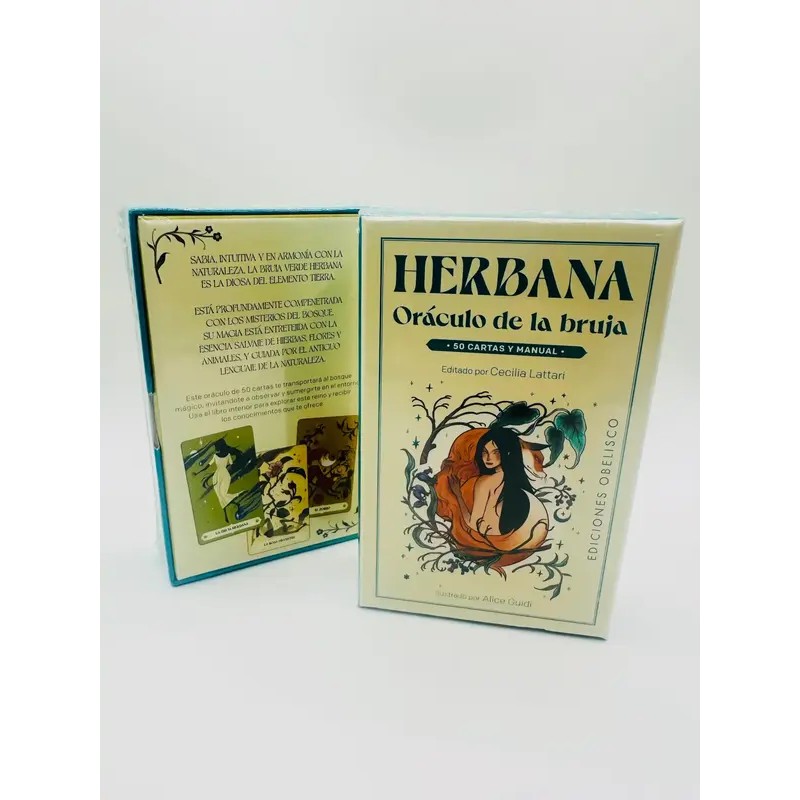 SABIA, INTUITIVA Y EN ARMONÍA CON LA
NATURALEZA, LA BRUJA VERDE HERBANA
ES LA DIOSA DEL ELEMENTO TIERRA.
ESTÁ PROFUNDAMENTE COMPENETRADA
CON LOS MISTERIOS DEL BOSQUE,
SU MAGIA ESTÁ ENTRETEJIDA CON LA
ESENCIA SALVAJE DE HIERBAS, FLORES Y
ANIMALES, Y GUIADA POR EL ANTIGUO
LENGUAJE DE LA NATURALEZA.
Este oráculo de 50 cartas te transportará al bosque
mágico, invitándote a observar y sumergirte en el entorno
Usa el libro interior para explorar este reino y recibir
los conocimientos que te ofrece
HERBANA
Oráculo de la bruja
• 50 CARTAS Y MANUAL •
Editado por Cecilia Lattari
EDICIONES OBELISCO
Ilustrado por Alice Guidi